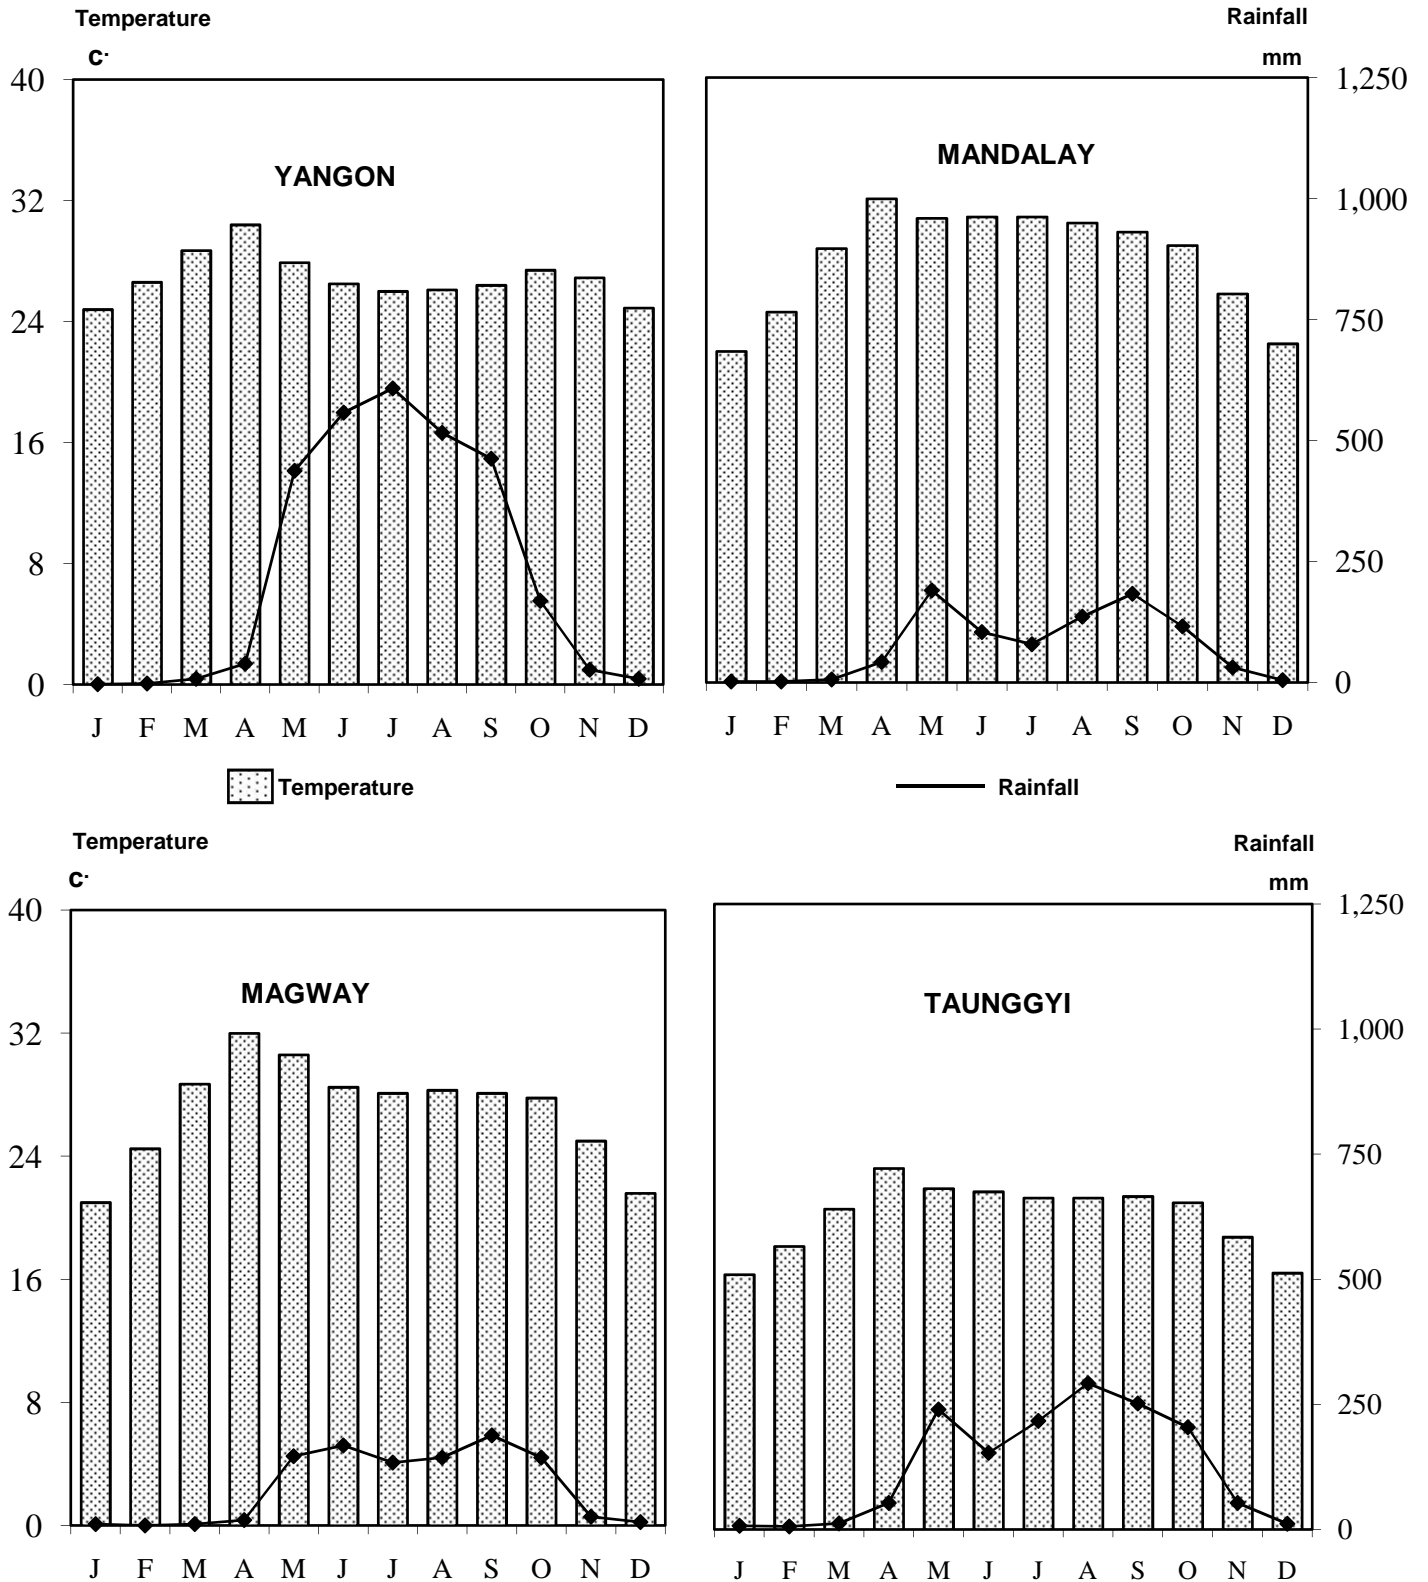 Temperature Rainfall
C· mm
40 1,250
MANDALAY
YANGON
32 1,000
24 750
16 500
8 250
0 0
J F M A M J J A S O N D J F M A M J J A S O N D
Temperature Rainfall
Temperature Rainfall
C· mm
40 1,250
MAGWAY TAUNGGYI
32 1,000
24 750
16 500
8 250
0 0
J F M A M J J A S O N D J F M A M J J A S O N D